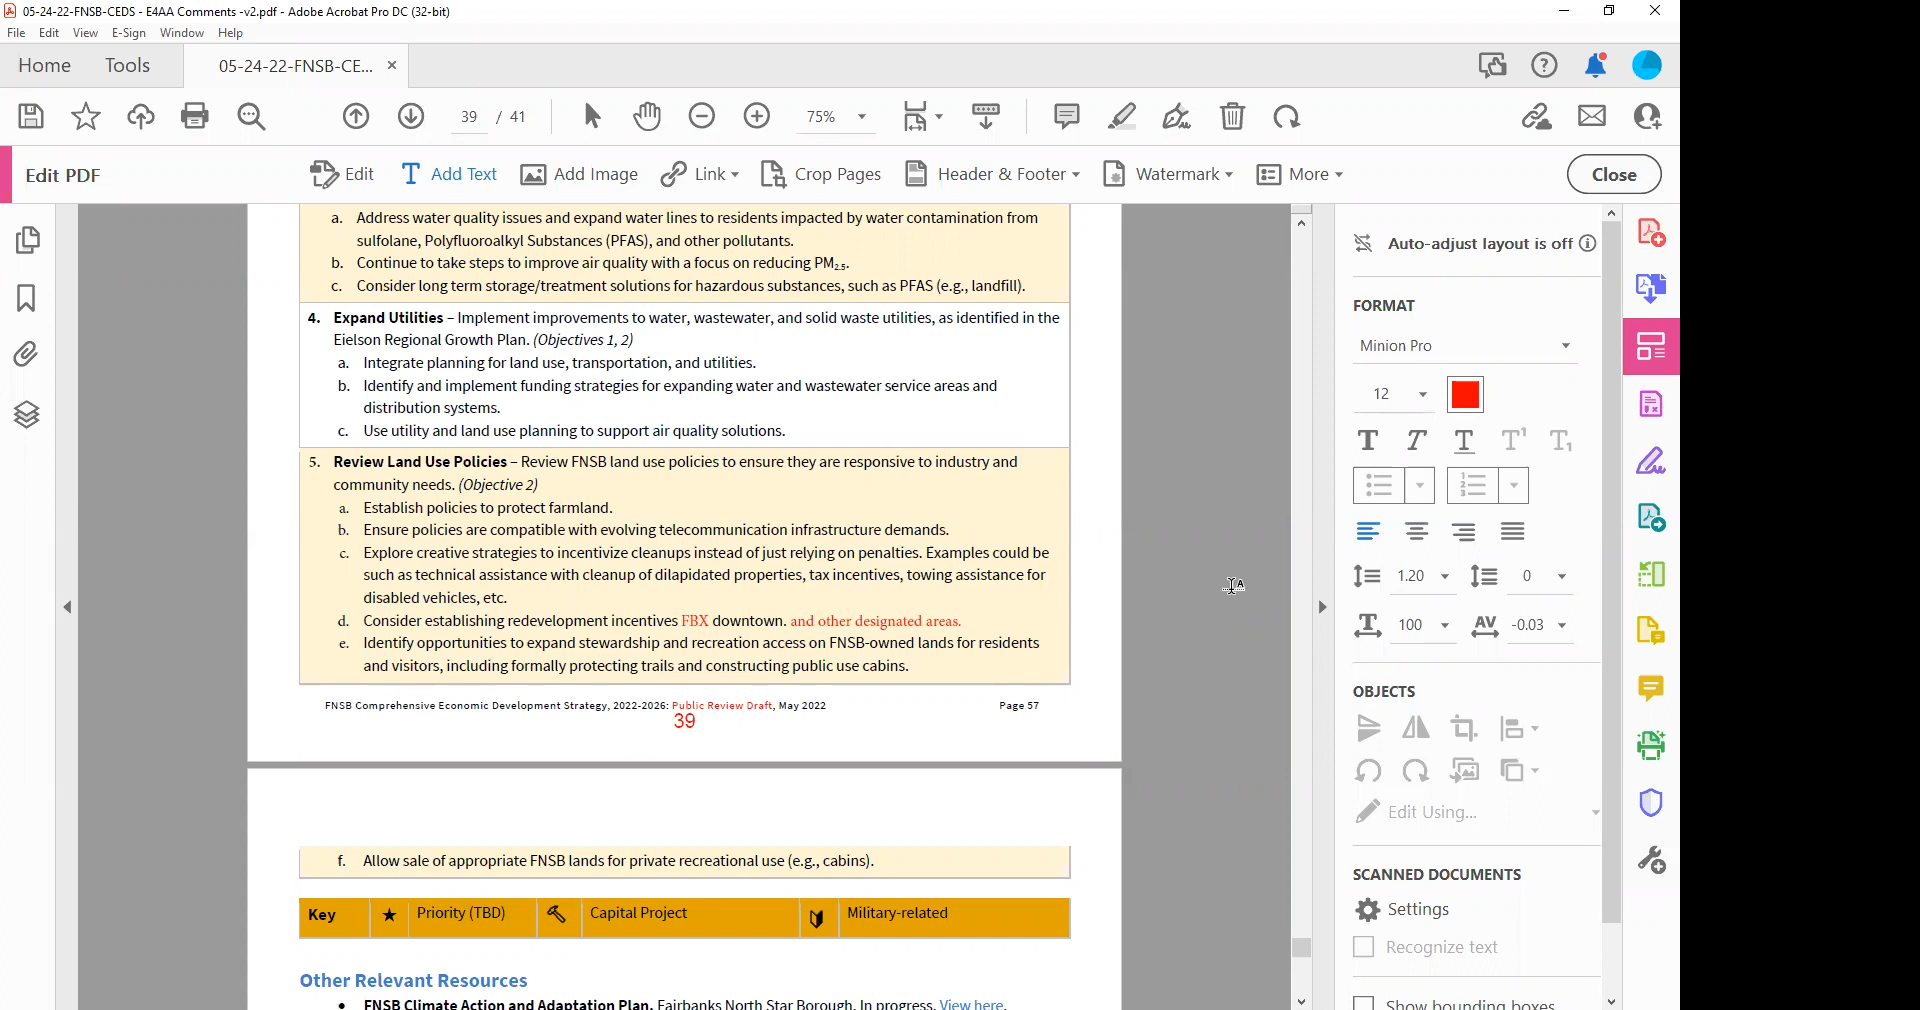 05-24-22-FNSB-CEDS - E4AA Comments -v2.pdf - Adobe Acrobat Pro DC (32-bit)
File Edit View E-Sign Window Help
Home Tools 05-24-22-FNSB-CE... ×
39 / 41 75%
Edit PDF Edit Add Text Add Image Link Crop Pages Header & Footer Watermark More Close
a. Address water quality issues and expand water lines to residents impacted by water contamination from
sulfolane, Polyfluoroalkyl Substances (PFAS), and other pollutants.
b. Continue to take steps to improve air quality with a focus on reducing PM2.5.
c. Consider long term storage/treatment solutions for hazardous substances, such as PFAS (e.g., landfill).
4. Expand Utilities – Implement improvements to water, wastewater, and solid waste utilities, as identified in the
Eielson Regional Growth Plan. (Objectives 1, 2)
a. Integrate planning for land use, transportation, and utilities.
b. Identify and implement funding strategies for expanding water and wastewater service areas and
distribution systems.
c. Use utility and land use planning to support air quality solutions.
5. Review Land Use Policies – Review FNSB land use policies to ensure they are responsive to industry and
community needs. (Objective 2)
a. Establish policies to protect farmland.
b. Ensure policies are compatible with evolving telecommunication infrastructure demands.
c. Explore creative strategies to incentivize cleanups instead of just relying on penalties. Examples could be
such as technical assistance with cleanup of dilapidated properties, tax incentives, towing assistance for
disabled vehicles, etc.
d. Consider establishing redevelopment incentives FBX downtown. and other designated areas.
e. Identify opportunities to expand stewardship and recreation access on FNSB-owned lands for residents
and visitors, including formally protecting trails and constructing public use cabins.
FNSB Comprehensive Economic Development Strategy, 2022-2026: Public Review Draft, May 2022 Page 57
39
f. Allow sale of appropriate FNSB lands for private recreational use (e.g., cabins).
Key ★ Priority (TBD) Capital Project Military-related
Other Relevant Resources
• FNSB Climate Action and Adaptation Plan. Fairbanks North Star Borough. In progress. View here.
Auto-adjust layout is off
FORMAT
Minion Pro
12
1.20 0
100 AV -0.03
OBJECTS
Edit Using...
SCANNED DOCUMENTS
Settings
Recognize text
Show bounding boxes